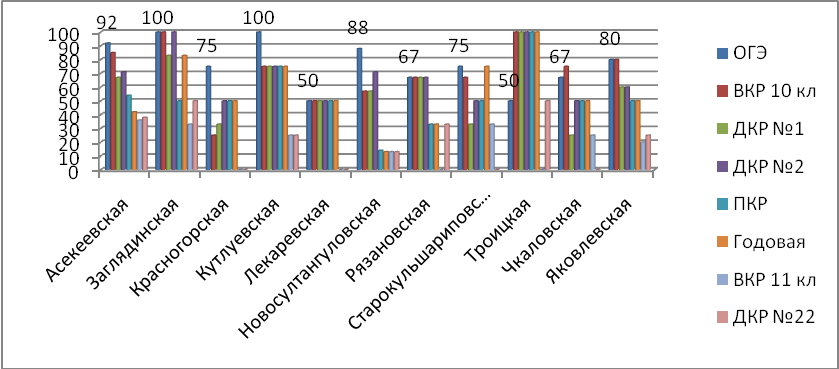 92
100
75
100
50
88
67
75
50
67
80
100
90
80
70
60
50
40
30
20
10
0
Асекеевская
Заглядинская
Красногорская
Кутлуевская
Лекаревская
Новосултангуловская
Рязановская
Старокульшариповс...
Троицкая
Чкаловская
Яковлевская
ОГЭ
ВКР 10 кл
ДКР №1
ДКР №2
ПКР
Годовая
ВКР 11 кл
ДКР №22